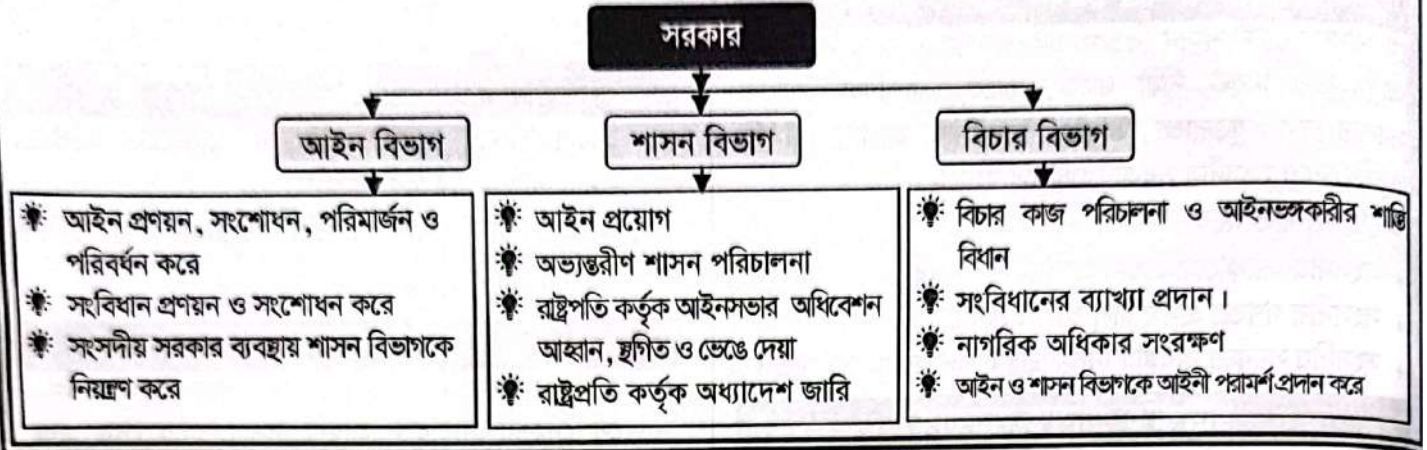 সরকার
আইন বিভাগ
শাসন বিভাগ
বিচার বিভাগ
আইন প্রণয়ন, সংশোধন, পরিমার্জন ও
পরিবর্ধন করে
সংবিধান প্রণয়ন ও সংশোধন করে
সংসদীয় সরকার ব্যবস্থায় শাসন বিভাগকে
নিয়ন্ত্রণ করে
আইন প্রয়োগ
অভ্যন্তরীণ শাসন পরিচালনা
রাষ্ট্রপতি কর্তৃক আইনসভার অধিবেশন
আহ্বান, স্থগিত ও ভেঙে দেয়া
রাষ্ট্রপ্রতি কর্তৃক অধ্যাদেশ জারি
বিচার কাজ পরিচালনা ও আইনভঙ্গকারীর শাস্তি
বিধান
সংবিধানের ব্যাখ্যা প্রদান।
নাগরিক অধিকার সংরক্ষণ
আইন ও শাসন বিভাগকে আইনী পরামর্শ প্রদান করে